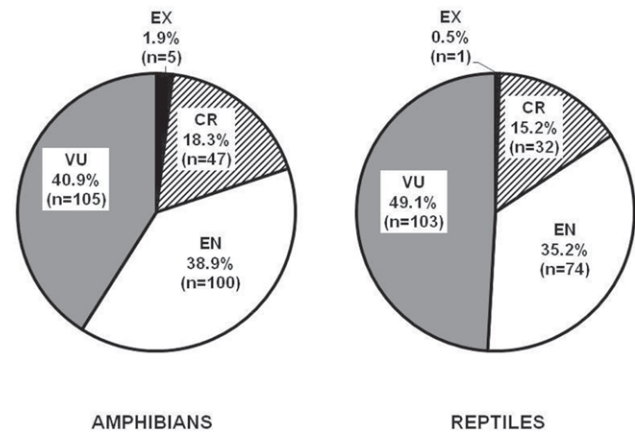 EX
1.9%
(n=5)
CR
18.3%
(n=47)
VU
40.9%
(n=105)
EN
38.9%
(n=100)
AMPHIBIANS
EX
0.5%
(n=1)
CR
15.2%
(n=32)
VU
49.1%
(n=103)
EN
35.2%
(n=74)
REPTILES